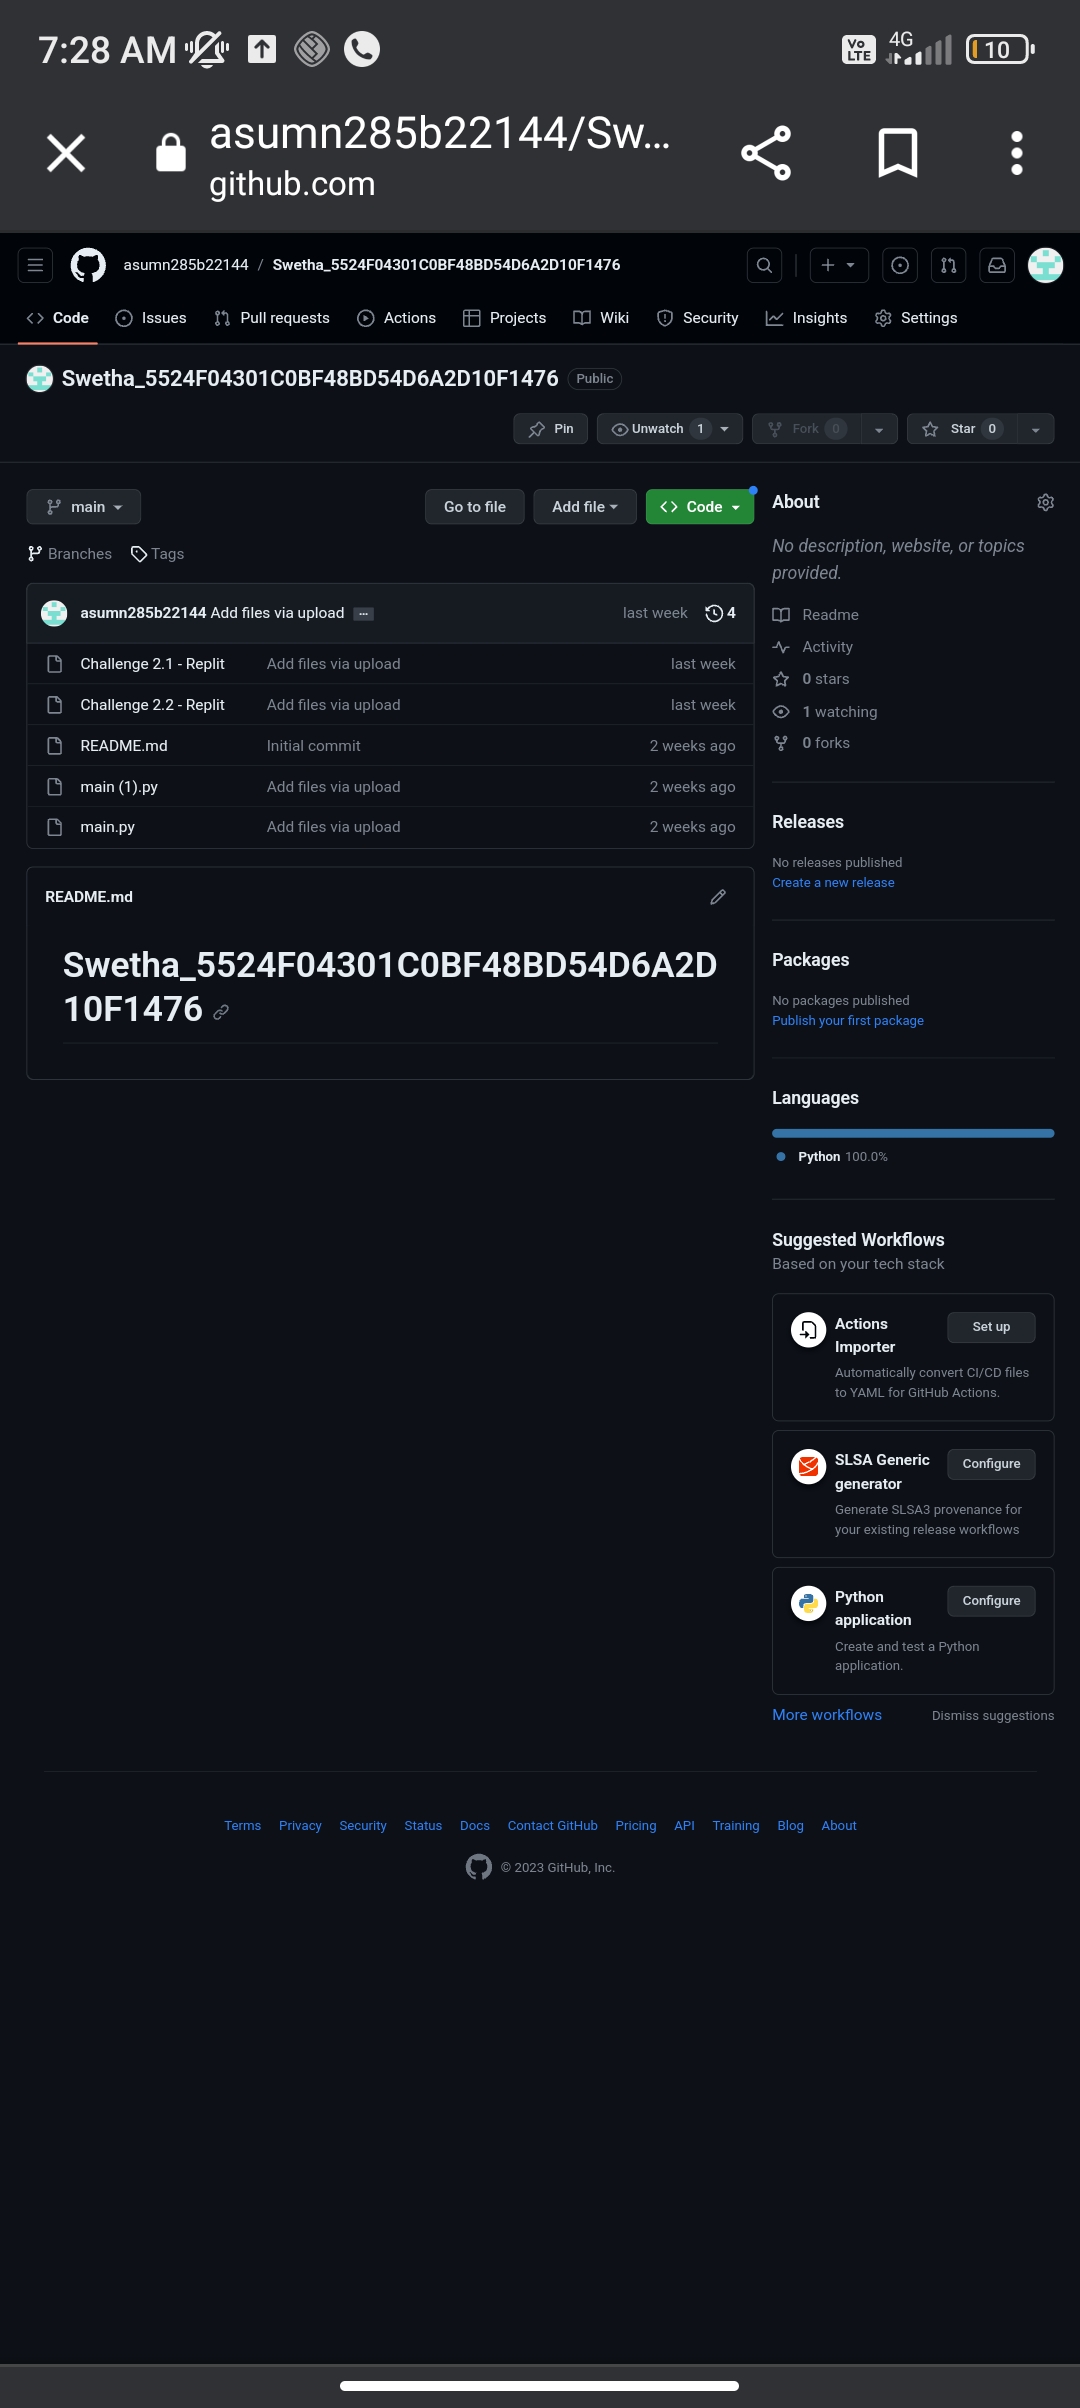 7:28 AM
Vo LTE 4G 10
asumn285b22144/Sw...
github.com
asumn285b22144 / Swetha_5524F04301C0BF48BD54D6A2D10F1476
Code Issues Pull requests Actions Projects Wiki Security Insights Settings
Swetha_5524F04301C0BF48BD54D6A2D10F1476 Public
Pin Unwatch 1 Fork 0 Star 0
main Go to file Add file Code
Branches Tags
asumn285b22144 Add files via upload ... last week 4
Challenge 2.1 - Replit Add files via upload last week
Challenge 2.2 - Replit Add files via upload last week
README.md Initial commit 2 weeks ago
main (1).py Add files via upload 2 weeks ago
main.py Add files via upload 2 weeks ago
README.md
Swetha_5524F04301C0BF48BD54D6A2D
10F1476
About
No description, website, or topics
provided.
Readme
Activity
0 stars
1 watching
0 forks
Releases
No releases published
Create a new release
Packages
No packages published
Publish your first package
Languages
Python 100.0%
Suggested Workflows
Based on your tech stack
Actions
Importer
Set up
Automatically convert CI/CD files
to YAML for GitHub Actions.
SLSA Generic
generator
Configure
Generate SLSA3 provenance for
your existing release workflows
Python
application
Configure
Create and test a Python
application.
More workflows Dismiss suggestions
Terms Privacy Security Status Docs Contact GitHub Pricing API Training Blog About
© 2023 GitHub, Inc.